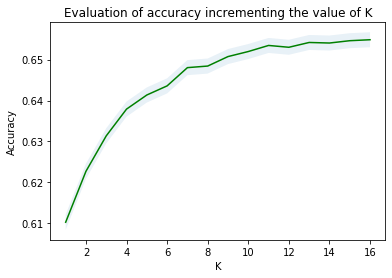 Evaluation of accuracy incrementing the value of K
Accuracy
0.65
0.64
0.63
0.62
0.61
2 4 6 8 10 12 14 16
K